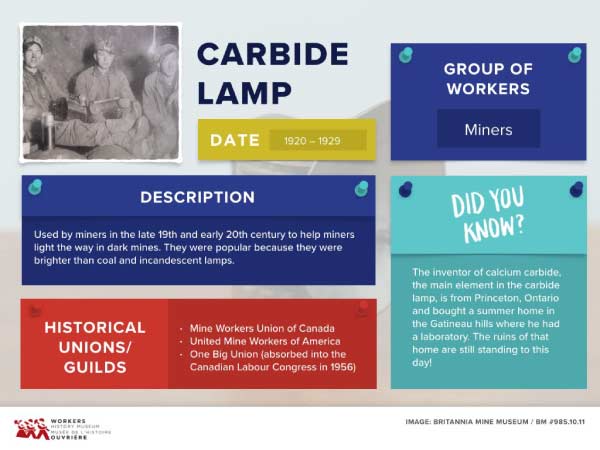 CARBIDE
LAMP
DATE
1920 – 1929
GROUP OF
WORKERS
Miners
DESCRIPTION
Used by miners in the late 19th and early 20th century to help miners
light the way in dark mines. They were popular because they were
brighter than coal and incandescent lamps.
DID YOU
KNOW?
The inventor of calcium carbide,
the main element in the carbide
lamp, is from Princeton, Ontario
and bought a summer home in
the Gatineau hills where he had
a laboratory. The ruins of that
home are still standing to this
day!
HISTORICAL
UNIONS/
GUILDS
• Mine Workers Union of Canada
• United Mine Workers of America
• One Big Union (absorbed into the
Canadian Labour Congress in 1956)
WORKERS
HISTORY MUSEUM
MUSÉE DE L'HISTOIRE
OUVRIÈRE
IMAGE: BRITANNIA MINE MUSEUM / BM #985.10.11